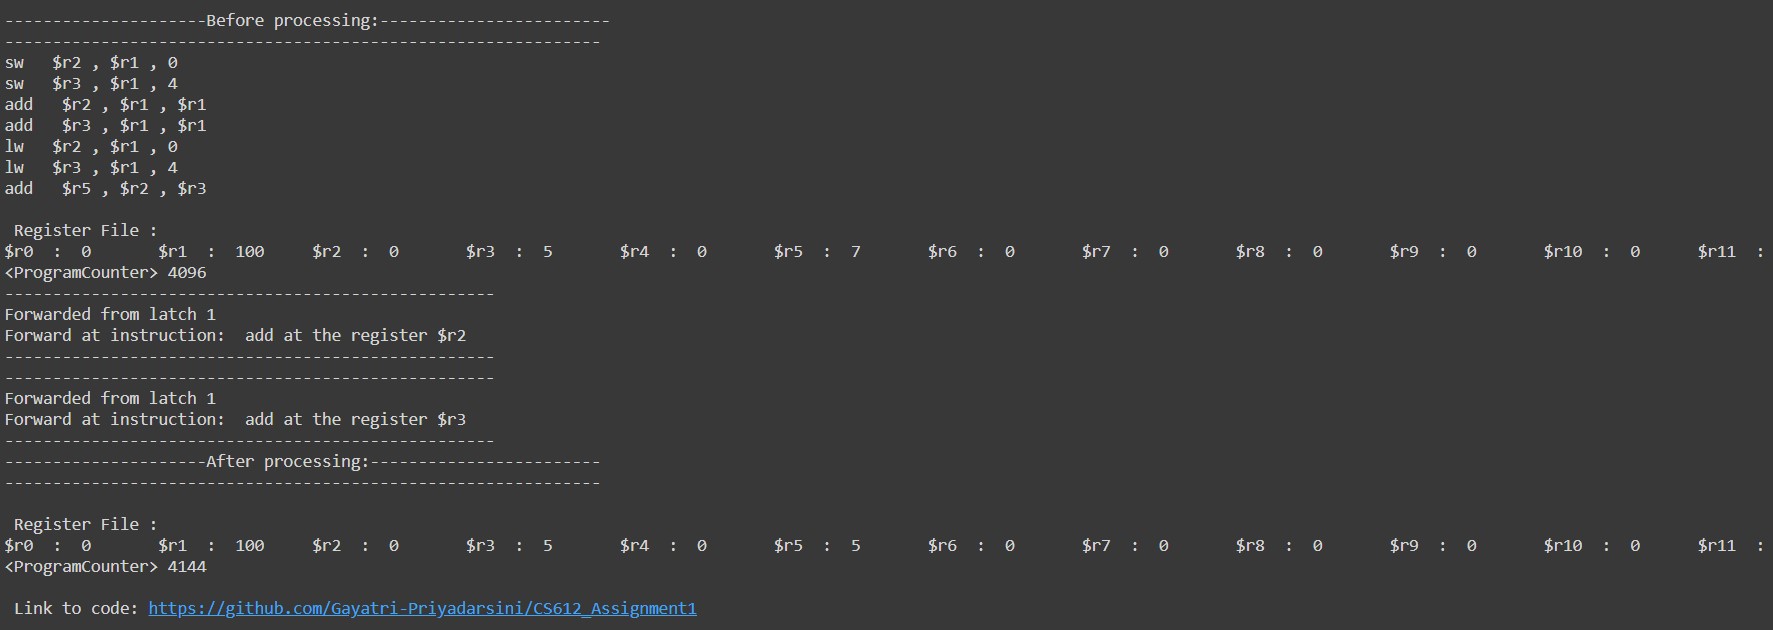 ---------------------Before processing:------------------------
--------------------------------------------------------------
sw   $r2 , $r1 , 0
sw   $r3 , $r1 , 4
add   $r2 , $r1 , $r1
add   $r3 , $r1 , $r1
lw   $r2 , $r1 , 0
lw   $r3 , $r1 , 4
add   $r5 , $r2 , $r3
 Register File :
$r0  :  0       $r1  :  100     $r2  :  0       $r3  :  5       $r4  :  0       $r5  :  7       $r6  :  0       $r7  :  0       $r8  :  0       $r9  :  0       $r10  :  0      $r11  :
<ProgramCounter> 4096
---------------------------------------------------
Forwarded from latch 1
Forward at instruction:  add at the register $r2
---------------------------------------------------
---------------------------------------------------
Forwarded from latch 1
Forward at instruction:  add at the register $r3
---------------------------------------------------
---------------------After processing:------------------------
--------------------------------------------------------------
 Register File :
$r0  :  0       $r1  :  100     $r2  :  0       $r3  :  5       $r4  :  0       $r5  :  5       $r6  :  0       $r7  :  0       $r8  :  0       $r9  :  0       $r10  :  0      $r11  :
<ProgramCounter> 4144
 Link to code: https://github.com/Gayatri-Priyadarsini/CS612_Assignment1